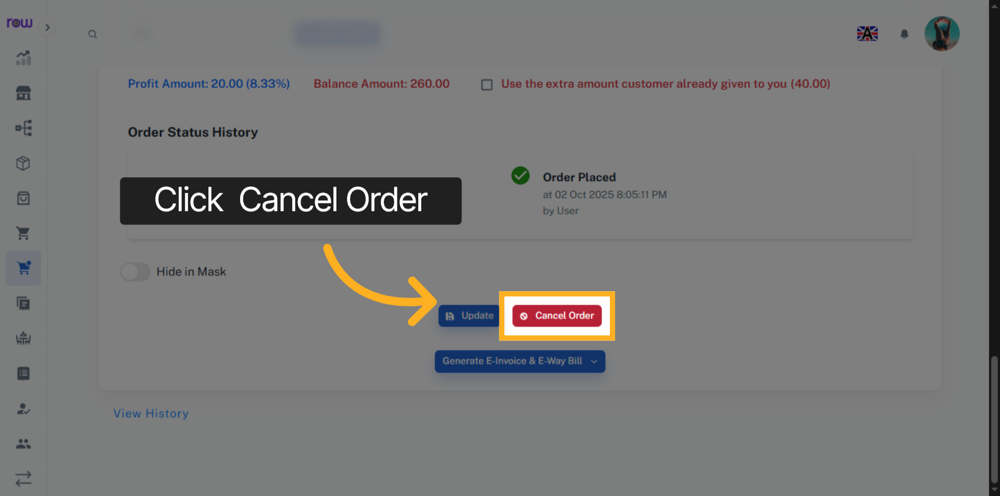 row
Profit Amount: 20.00 (8.33%)
Balance Amount: 260.00
Use the extra amount customer already given to you (40.00)
Order Status History
Order Placed
at 02 Oct 2025 8:05:11 PM
by User
Click Cancel Order
Hide in Mask
Update
Cancel Order
Generate E-Invoice & E-Way Bill
View History